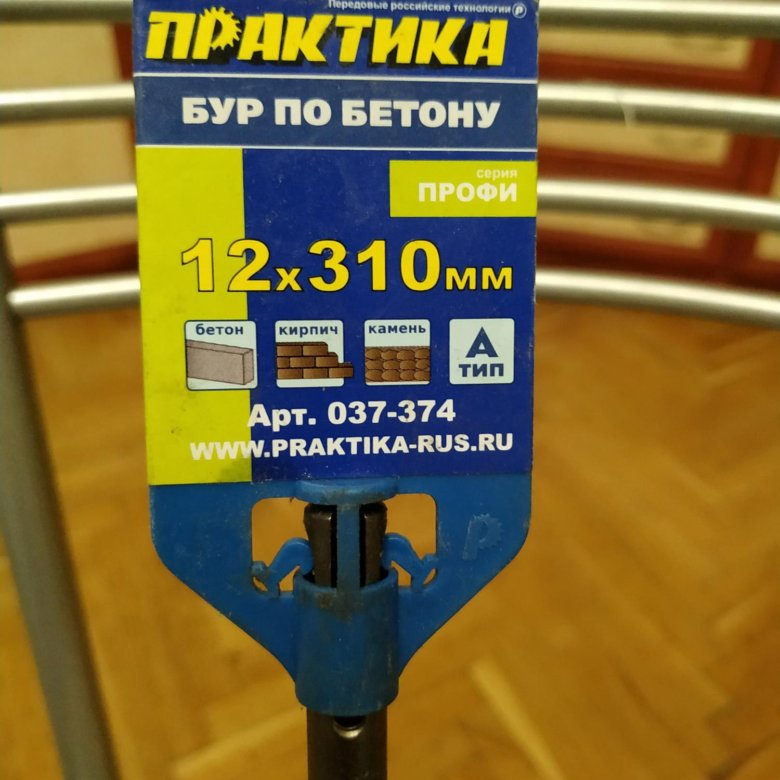 Передовые российские технологии
ПРАКТИКА
БУР ПО БЕТОНУ
серия
ПРОФИ
12х310мм
бетон кирпич камень А ТИП
Арт. 037-374
WWW.PRAKTIKA-RUS.RU